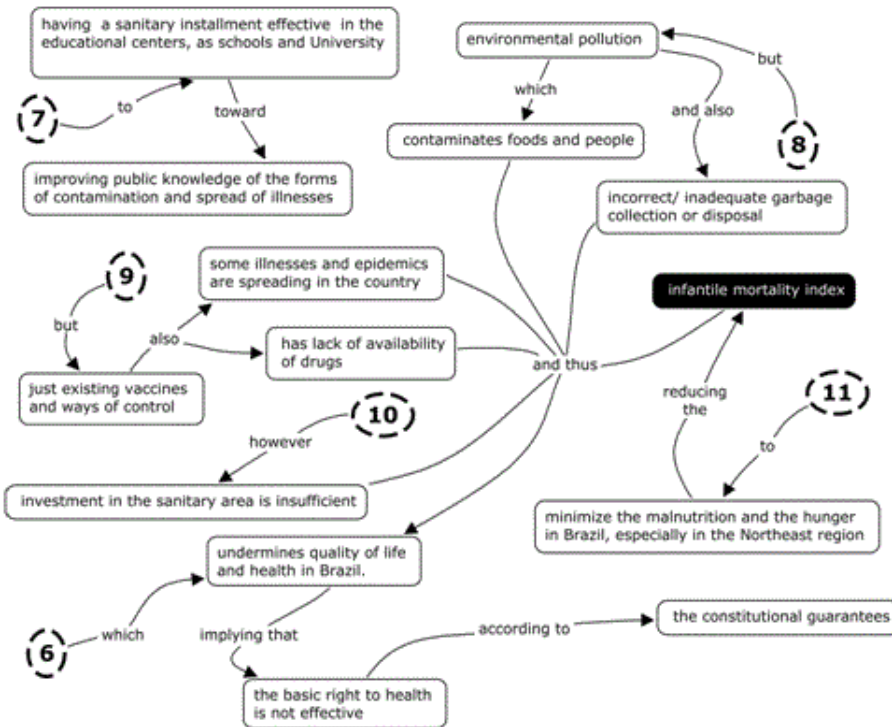 having a sanitary installment effective in the
educational centers, as schools and University
environmental pollution
but
which
7
to
toward
and also
8
contaminates foods and people
improving public knowledge of the forms
of contamination and spread of illnesses
incorrect/ inadequate garbage
collection or disposal
9
some illnesses and epidemics
are spreading in the country
infantile mortality index
but
also
has lack of availability
of drugs
and thus
just existing vaccines
and ways of control
10
reducing
the
11
however
to
investment in the sanitary area is insufficient
minimize the malnutrition and the hunger
in Brazil, especially in the Northeast region
undermines quality of life
and health in Brazil.
6
which
implying that
according to
the constitutional guarantees
the basic right to health
is not effective